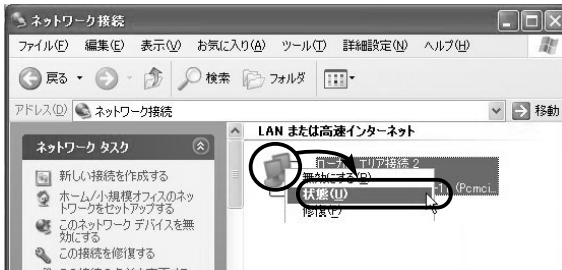 ネットワーク接続
ファイル(F) 編集(E) 表示(V) お気に入り(A) ツール(T) 詳細設定(N) ヘルプ(H)
戻る 検索 フォルダ
アドレス(D) ネットワーク接続 移動
ネットワーク タスク
新しい接続を作成する
ホーム/小規模オフィスのネッ
トワークをセットアップする
このネットワーク デバイスを無
効にする
この接続を修復する
LAN または高速インターネット
エリア接続 2
無効にする(B)
状態(U)
(Pcmci...
修復(P)